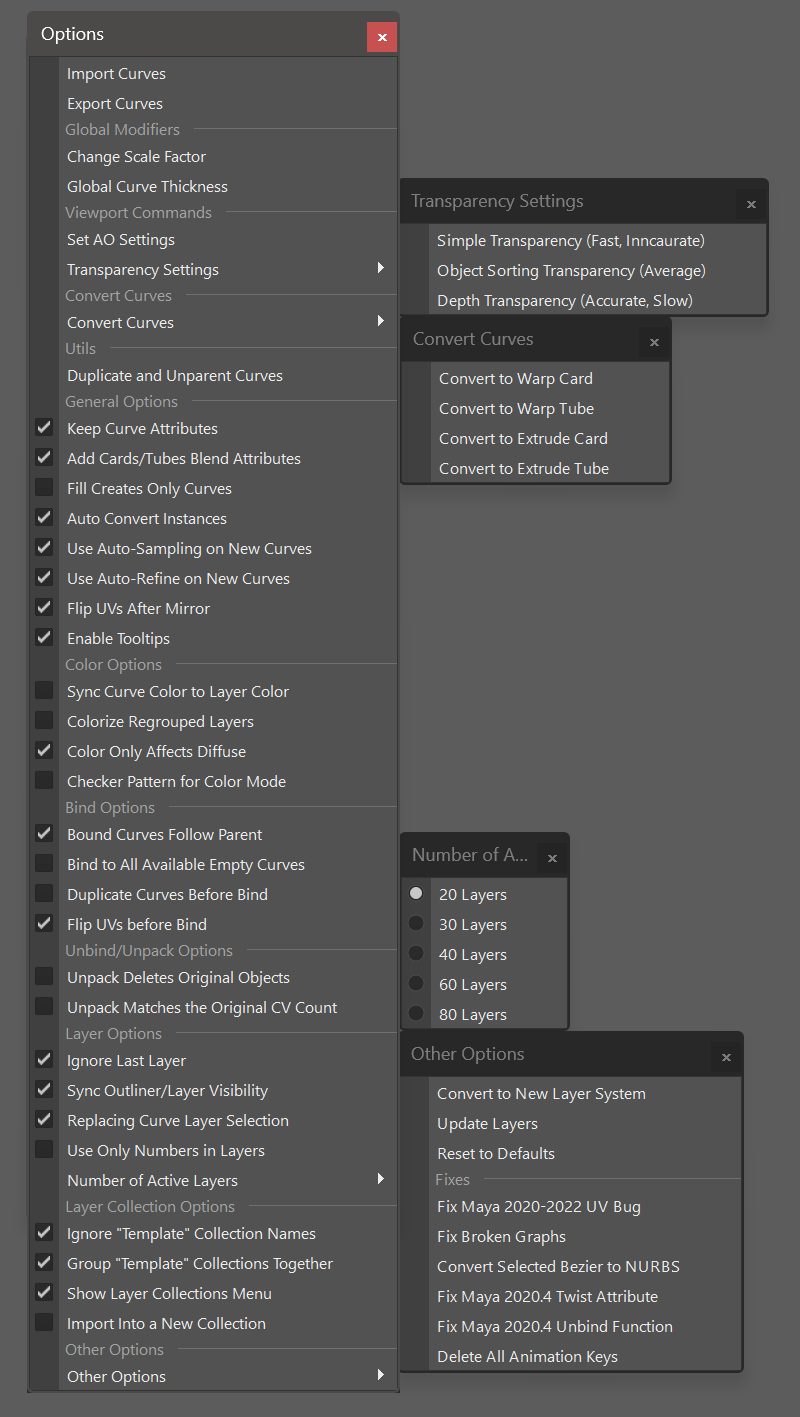 Options
Import Curves
Export Curves
Global Modifiers
Change Scale Factor
Global Curve Thickness
Viewport Commands
Set AO Settings
Transparency Settings
Convert Curves
Convert Curves
Utils
Duplicate and Unparent Curves
General Options
Keep Curve Attributes
Add Cards/Tubes Blend Attributes
Fill Creates Only Curves
Auto Convert Instances
Use Auto-Sampling on New Curves
Use Auto-Refine on New Curves
Flip UVs After Mirror
Enable Tooltips
Color Options
Sync Curve Color to Layer Color
Colorize Regrouped Layers
Color Only Affects Diffuse
Checker Pattern for Color Mode
Bind Options
Bound Curves Follow Parent
Bind to All Available Empty Curves
Duplicate Curves Before Bind
Flip UVs before Bind
Unbind/Unpack Options
Unpack Deletes Original Objects
Unpack Matches the Original CV Count
Layer Options
Ignore Last Layer
Sync Outliner/Layer Visibility
Replacing Curve Layer Selection
Use Only Numbers in Layers
Number of Active Layers
Layer Collection Options
Ignore "Template" Collection Names
Group "Template" Collections Together
Show Layer Collections Menu
Import Into a New Collection
Other Options
Other Options
Transparency Settings
Simple Transparency (Fast, Inncaurate)
Object Sorting Transparency (Average)
Depth Transparency (Accurate, Slow)
Convert Curves
Convert to Warp Card
Convert to Warp Tube
Convert to Extrude Card
Convert to Extrude Tube
Number of A...
20 Layers
30 Layers
40 Layers
60 Layers
80 Layers
Other Options
Convert to New Layer System
Update Layers
Reset to Defaults
Fixes
Fix Maya 2020-2022 UV Bug
Fix Broken Graphs
Convert Selected Bezier to NURBS
Fix Maya 2020.4 Twist Attribute
Fix Maya 2020.4 Unbind Function
Delete All Animation Keys